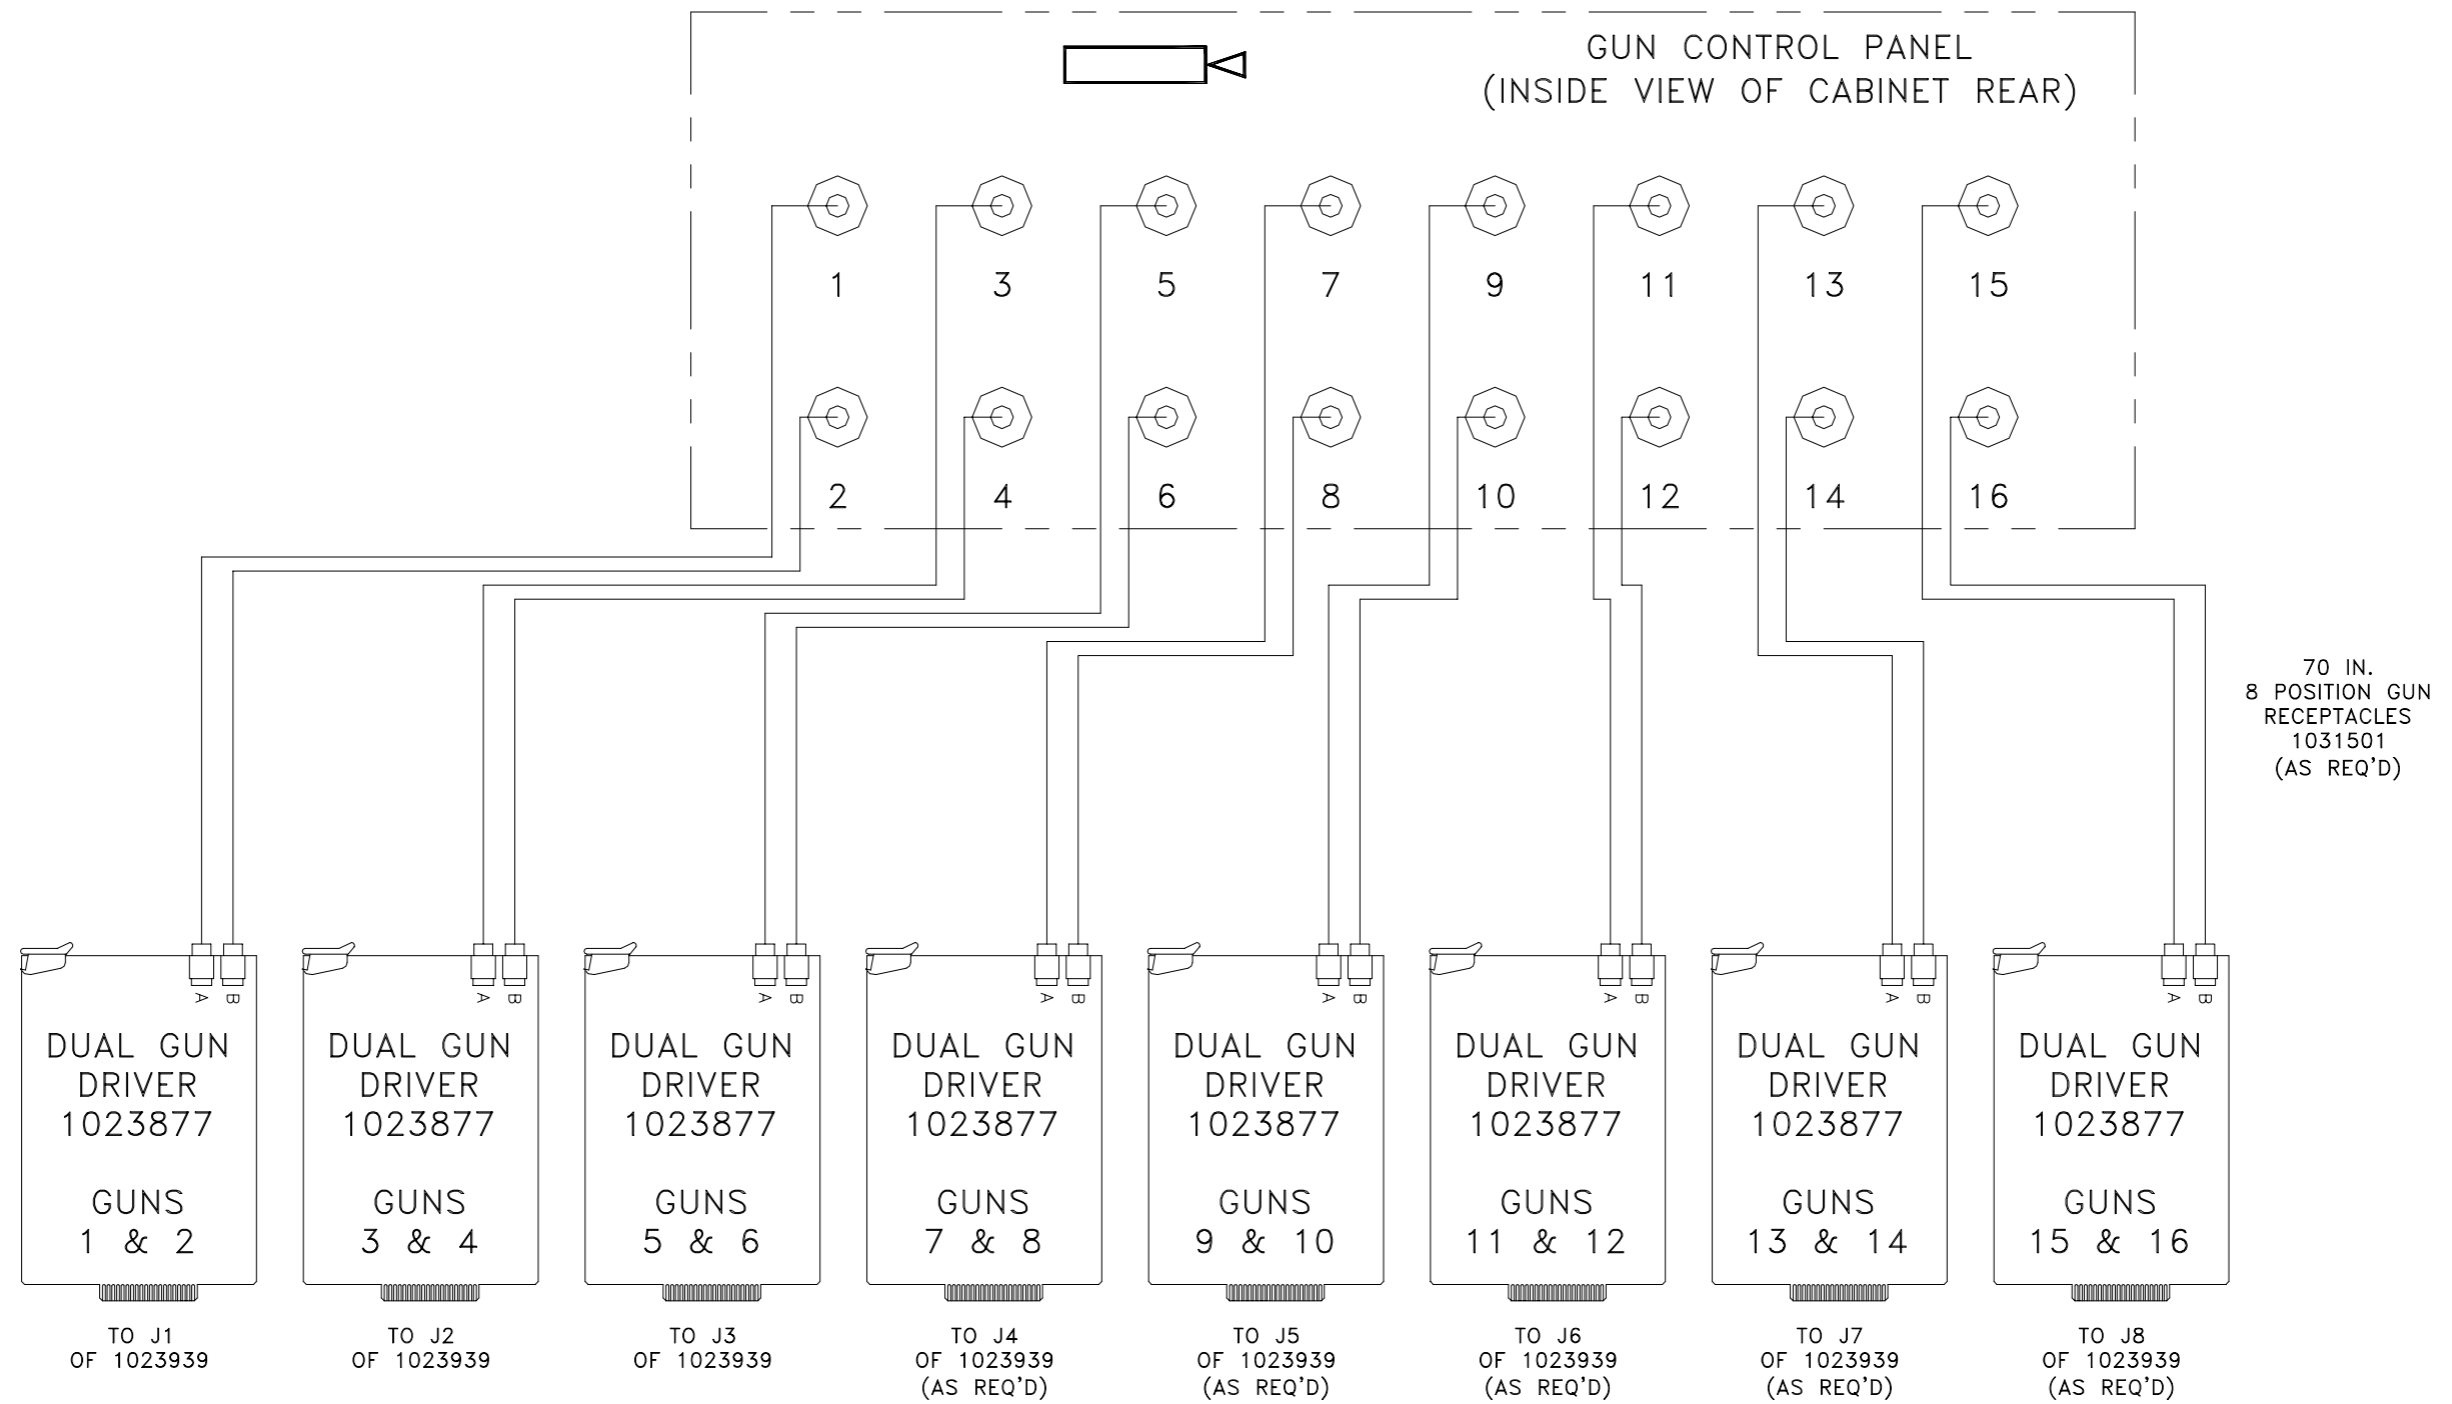 GUN CONTROL PANEL
(INSIDE VIEW OF CABINET REAR)
1 3 5 7 9 11 13 15
2 4 6 8 10 12 14 16
70 IN.
8 POSITION GUN
RECEPTACLES
1031501
(AS REQ'D)
A B
DUAL GUN
DRIVER
1023877
GUNS
1 & 2
TO J1
OF 1023939
A B
DUAL GUN
DRIVER
1023877
GUNS
3 & 4
TO J2
OF 1023939
A B
DUAL GUN
DRIVER
1023877
GUNS
5 & 6
TO J3
OF 1023939
A B
DUAL GUN
DRIVER
1023877
GUNS
7 & 8
TO J4
OF 1023939
(AS REQ'D)
A B
DUAL GUN
DRIVER
1023877
GUNS
9 & 10
TO J5
OF 1023939
(AS REQ'D)
A B
DUAL GUN
DRIVER
1023877
GUNS
11 & 12
TO J6
OF 1023939
(AS REQ'D)
A B
DUAL GUN
DRIVER
1023877
GUNS
13 & 14
TO J7
OF 1023939
(AS REQ'D)
A B
DUAL GUN
DRIVER
1023877
GUNS
15 & 16
TO J8
OF 1023939
(AS REQ'D)